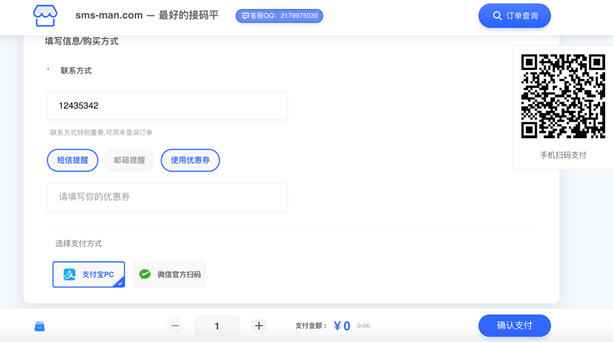 sms-man.com — 最好的接码平
客服QQ：2179975030
订单查询
填写信息/购买方式
* 联系方式
12435342
联系方式特别重要,可用来查询订单
短信提醒 邮箱提醒 使用优惠券
请填写你的优惠券
手机扫码支付
选择支付方式
支 支付宝PC 微信官方扫码
— 1 + 支付金额： ¥ 0 0.00 确认支付